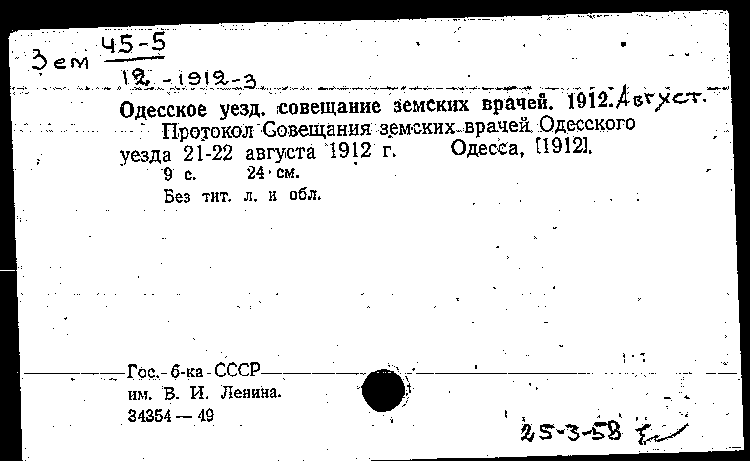 Зем 45-5
12.-1912-3
Одесское уезд. совещание земских врачей. 1912. Август.
Протокол Совещания земских врачей Одесского
уезда 21-22 августа 1912 г. Одесса, [1912].
9 с. 24 см.
Без тит. л. и обл.
Гос. б-ка СССР
им. В. И. Ленина.
34354 — 49
25-3-58